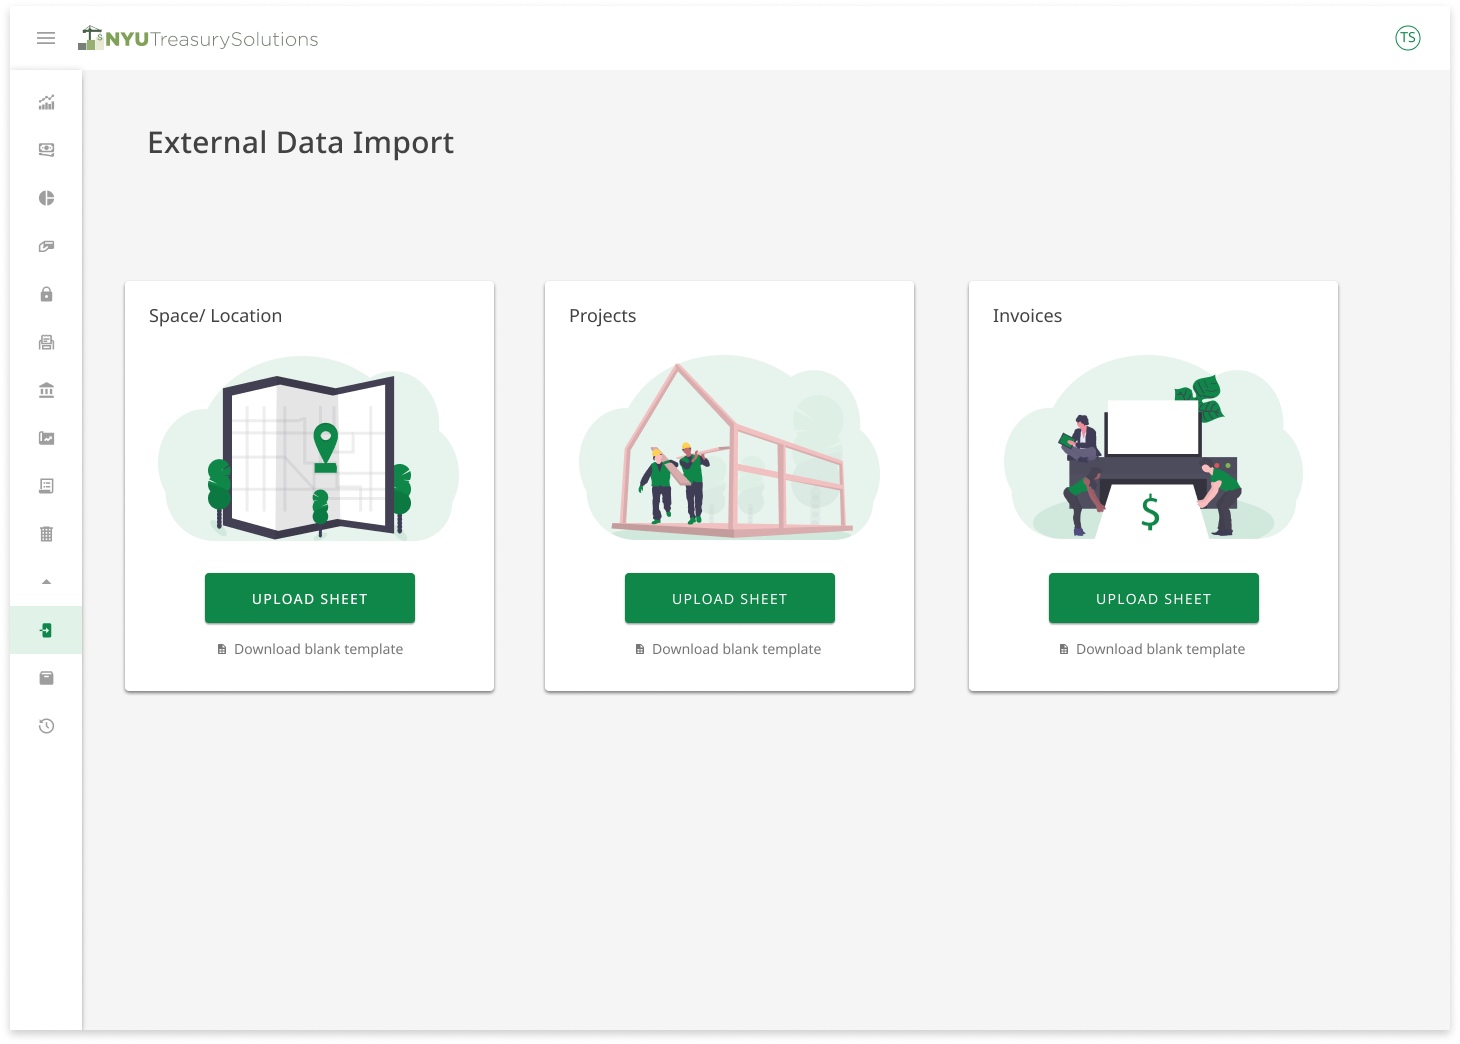 NYUTreasurySolutions
TS
External Data Import
Space/ Location
Projects
Invoices
$
UPLOAD SHEET
UPLOAD SHEET
UPLOAD SHEET
Download blank template
Download blank template
Download blank template